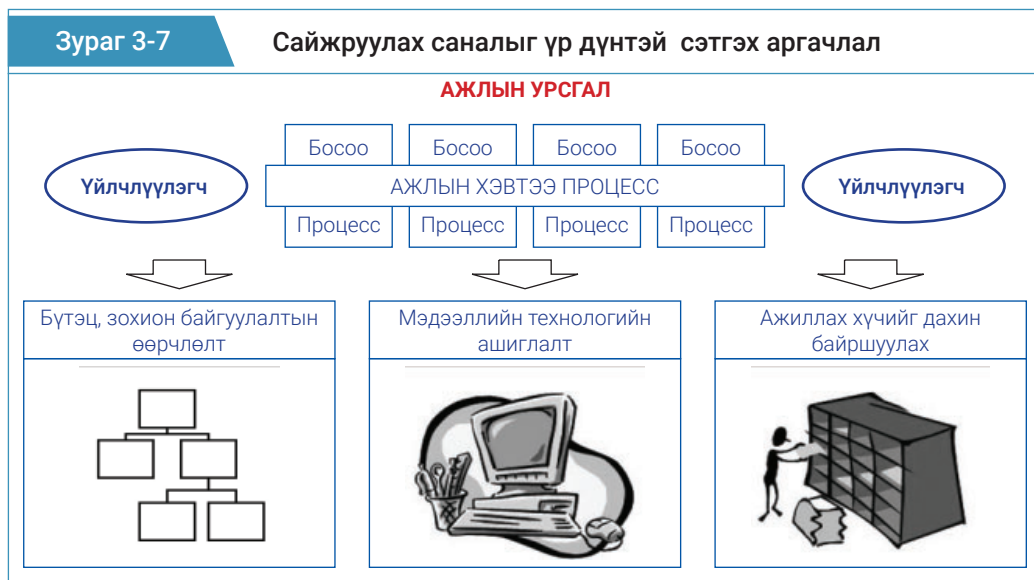 Зураг 3-7
Сайжруулах саналыг үр дүнтэй сэтгэх аргачлал
АЖЛЫН УРСГАЛ
Босоо Босоо Босоо Босоо
Үйлчлүүлэгч
АЖЛЫН ХЭВТЭЭ ПРОЦЕСС
Үйлчлүүлэгч
Процесс Процесс Процесс Процесс
Бүтэц, зохион байгуулалтын
өөрчлөлт
Мэдээллийн технологийн
ашиглалт
Ажиллах хүчийг дахин
байршуулах